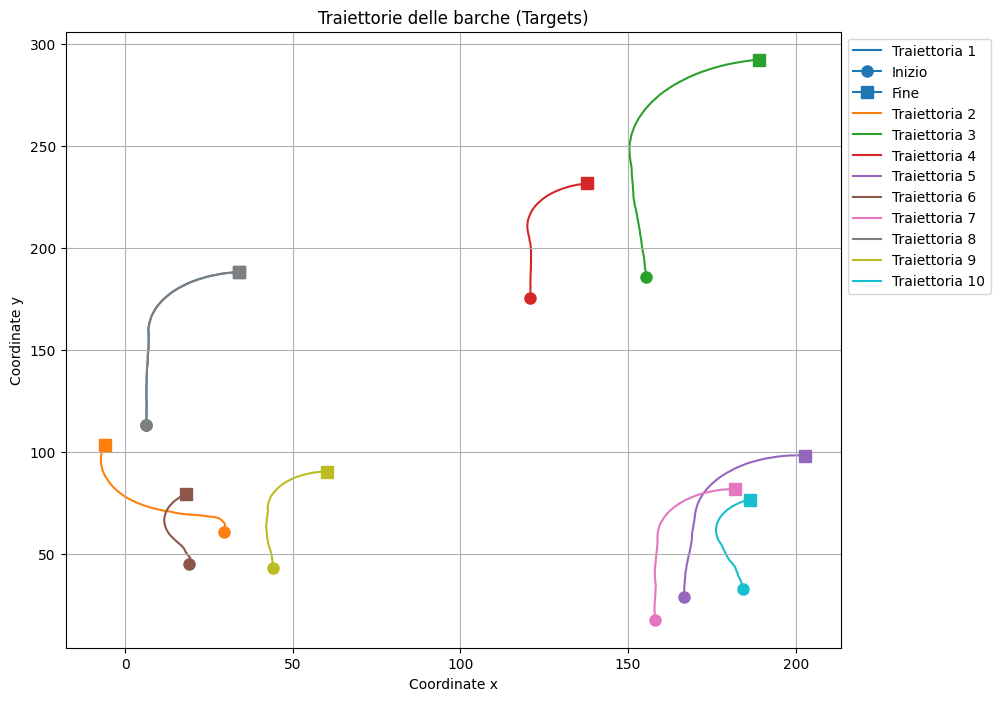 Traiettorie delle barche (Targets)
300
250
200
150
100
50
Coordinate y
0
50
100
150
200
Coordinate x
Traiettoria 1
Inizio
Fine
Traiettoria 2
Traiettoria 3
Traiettoria 4
Traiettoria 5
Traiettoria 6
Traiettoria 7
Traiettoria 8
Traiettoria 9
Traiettoria 10